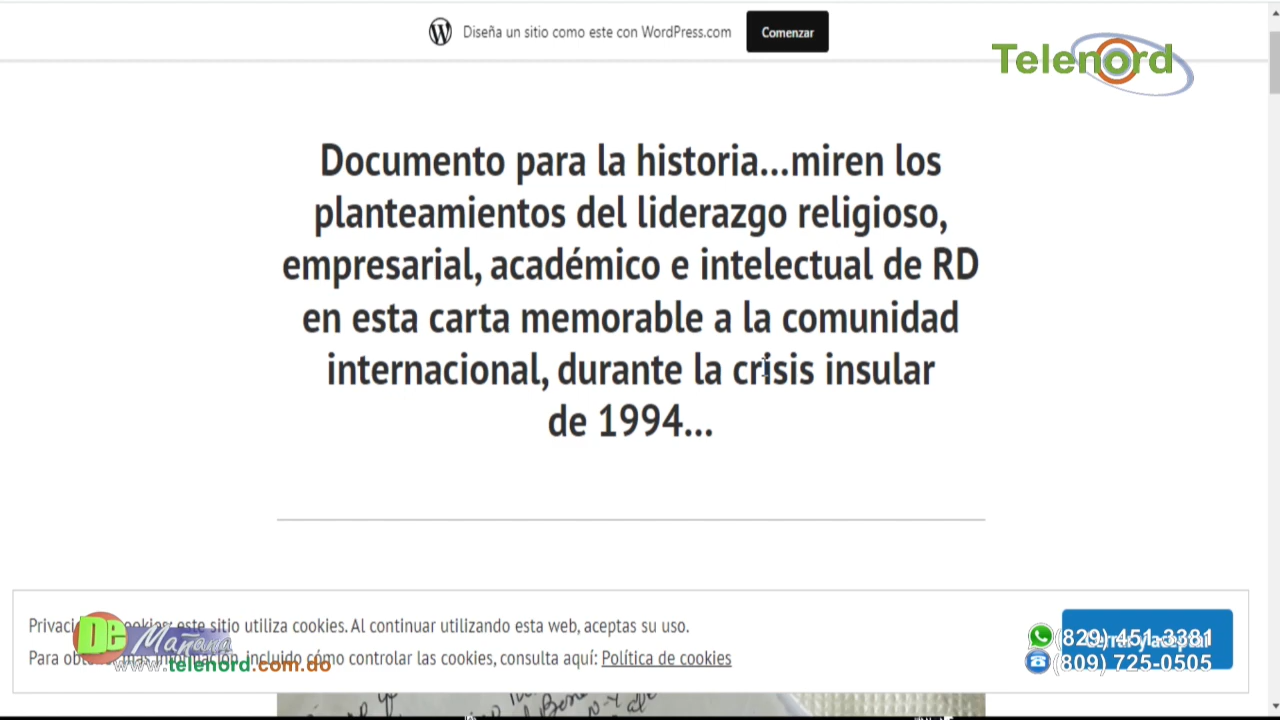 Diseña un sitio como este con WordPress.com
Comenzar
Telenord
Documento para la historia...miren los
planteamientos del liderazgo religioso,
empresarial, académico e intelectual de RD
en esta carta memorable a la comunidad
internacional, durante la crisis insular
de 1994...
este sitio utiliza cookies. Al continuar utilizando esta web, aceptas su uso.
incluido cómo controlar las cookies, consulta aquí: Política de cookies
De Mañana
www.telenord.com.do
(829) 451-3381
(809) 725-0505